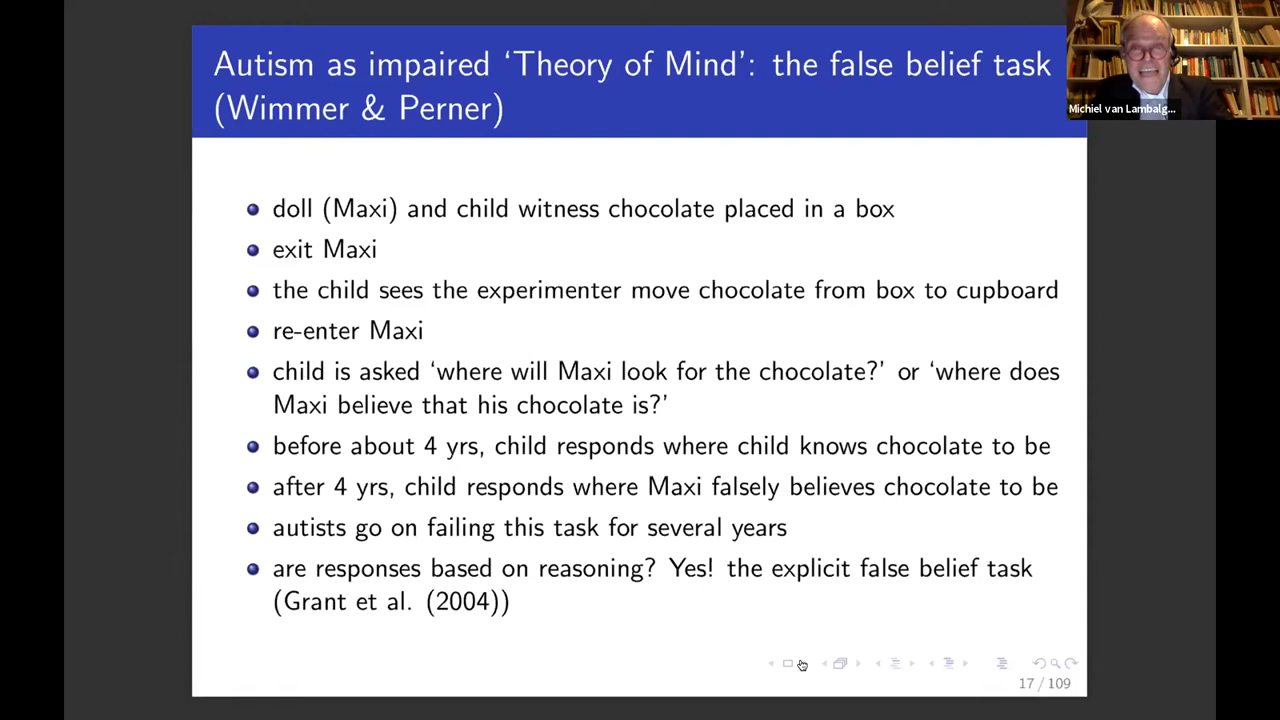 Autism as impaired ‘Theory of Mind’: the false belief task
(Wimmer & Perner)
Michiel van Lambalg...
doll (Maxi) and child witness chocolate placed in a box
exit Maxi
the child sees the experimenter move chocolate from box to cupboard
re-enter Maxi
child is asked ‘where will Maxi look for the chocolate?’ or ‘where does
Maxi believe that his chocolate is?’
before about 4 yrs, child responds where child knows chocolate to be
after 4 yrs, child responds where Maxi falsely believes chocolate to be
autists go on failing this task for several years
are responses based on reasoning? Yes! the explicit false belief task
(Grant et al. (2004))
17 / 109